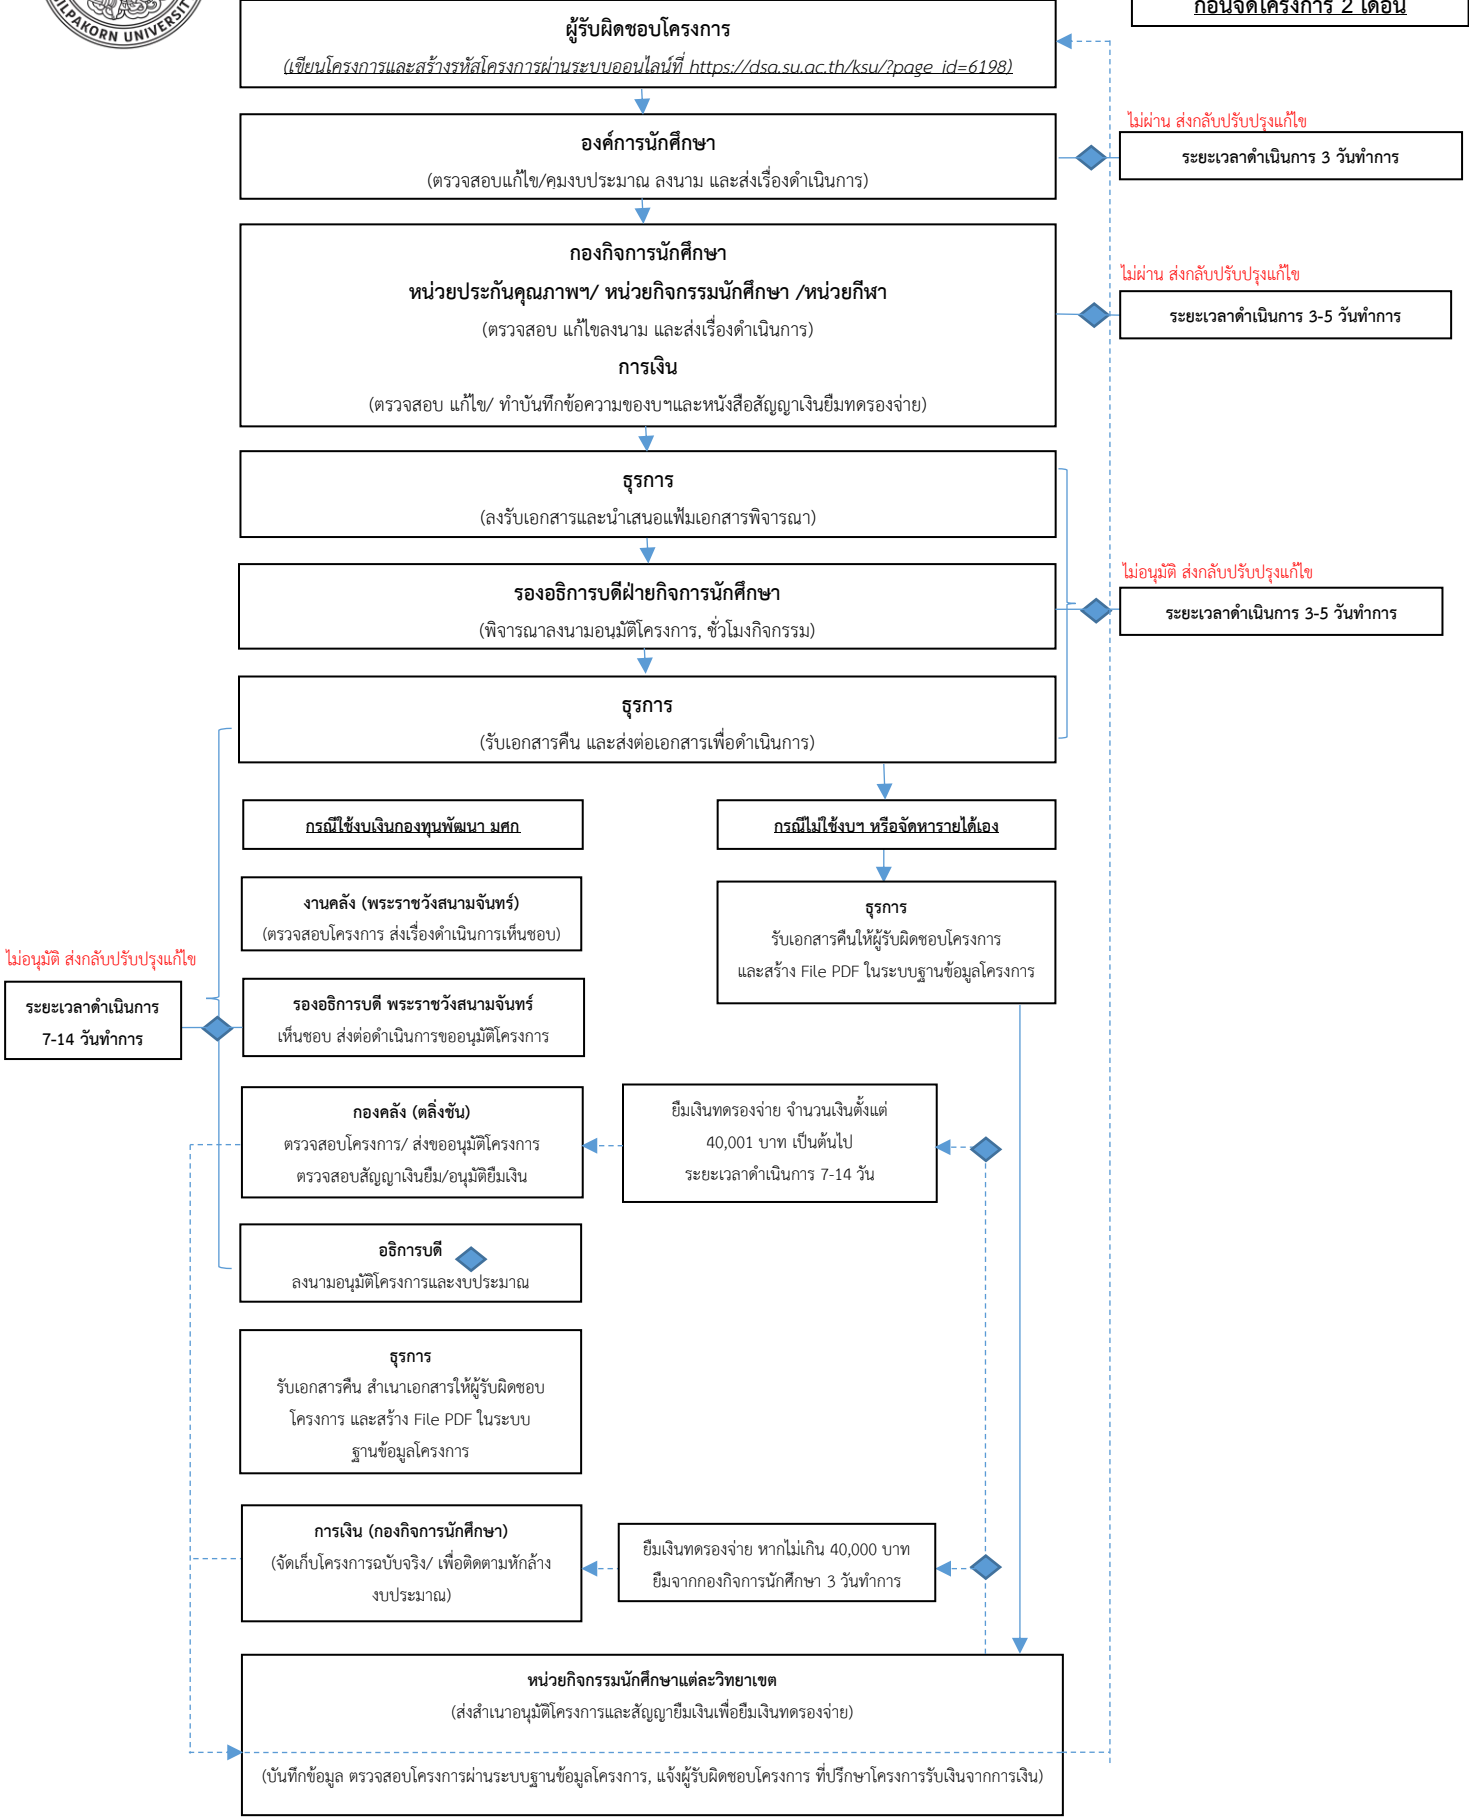 ก่อนจัดโครงการ 2 เดือน
ILPAKORN UNIVERSIT
ผู้รับผิดชอบโครงการ
(เขียนโครงการและสร้างรหัสโครงการผ่านระบบออนไลน์ที่ https://dsa.su.ac.th/ksu/?page_id=6198)
องค์การนักศึกษา
(ตรวจสอบแก้ไข/คุมงบประมาณ ลงนาม และส่งเรื่องดำเนินการ)
ไม่ผ่าน ส่งกลับปรับปรุงแก้ไข
ระยะเวลาดำเนินการ 3 วันทำการ
กองกิจการนักศึกษา
หน่วยประกันคุณภาพฯ/ หน่วยกิจกรรมนักศึกษา /หน่วยกีฬา
(ตรวจสอบ แก้ไขลงนาม และส่งเรื่องดำเนินการ)
การเงิน
(ตรวจสอบ แก้ไข/ ทำบันทึกข้อความของบฯและหนังสือสัญญาเงินยืมทดรองจ่าย)
ไม่ผ่าน ส่งกลับปรับปรุงแก้ไข
ระยะเวลาดำเนินการ 3-5 วันทำการ
ธุรการ
(ลงรับเอกสารและนำเสนอแฟ้มเอกสารพิจารณา)
รองอธิการบดีฝ่ายกิจการนักศึกษา
(พิจารณาลงนามอนุมัติโครงการ, ชั่วโมงกิจกรรม)
ไม่อนุมัติ ส่งกลับปรับปรุงแก้ไข
ระยะเวลาดำเนินการ 3-5 วันทำการ
ธุรการ
(รับเอกสารคืน และส่งต่อเอกสารเพื่อดำเนินการ)
กรณีใช้งบเงินกองทุนพัฒนา มศก
กรณีไม่ใช้งบฯ หรือจัดหารายได้เอง
งานคลัง (พระราชวังสนามจันทร์)
(ตรวจสอบโครงการ ส่งเรื่องดำเนินการเห็นชอบ)
ธุรการ
รับเอกสารคืนให้ผู้รับผิดชอบโครงการ
และสร้าง File PDF ในระบบฐานข้อมูลโครงการ
ไม่อนุมัติ ส่งกลับปรับปรุงแก้ไข
ระยะเวลาดำเนินการ
7-14 วันทำการ
รองอธิการบดี พระราชวังสนามจันทร์
เห็นชอบ ส่งต่อดำเนินการขออนุมัติโครงการ
กองคลัง (ตลิ่งชัน)
ตรวจสอบโครงการ/ ส่งขออนุมัติโครงการ
ตรวจสอบสัญญาเงินยืม/อนุมัติยืมเงิน
ยืมเงินทดรองจ่าย จำนวนเงินตั้งแต่
40,001 บาท เป็นต้นไป
ระยะเวลาดำเนินการ 7-14 วัน
อธิการบดี
ลงนามอนุมัติโครงการและงบประมาณ
ธุรการ
รับเอกสารคืน สำเนาเอกสารให้ผู้รับผิดชอบ
โครงการ และสร้าง File PDF ในระบบ
ฐานข้อมูลโครงการ
การเงิน (กองกิจการนักศึกษา)
(จัดเก็บโครงการฉบับจริง/ เพื่อติดตามหักล้าง
งบประมาณ)
ยืมเงินทดรองจ่าย หากไม่เกิน 40,000 บาท
ยืมจากกองกิจการนักศึกษา 3 วันทำการ
หน่วยกิจกรรมนักศึกษาแต่ละวิทยาเขต
(ส่งสำเนาอนุมัติโครงการและสัญญายืมเงินเพื่อยืมเงินทดรองจ่าย)
(บันทึกข้อมูล ตรวจสอบโครงการผ่านระบบฐานข้อมูลโครงการ, แจ้งผู้รับผิดชอบโครงการ ที่ปรึกษาโครงการรับเงินจากการเงิน)